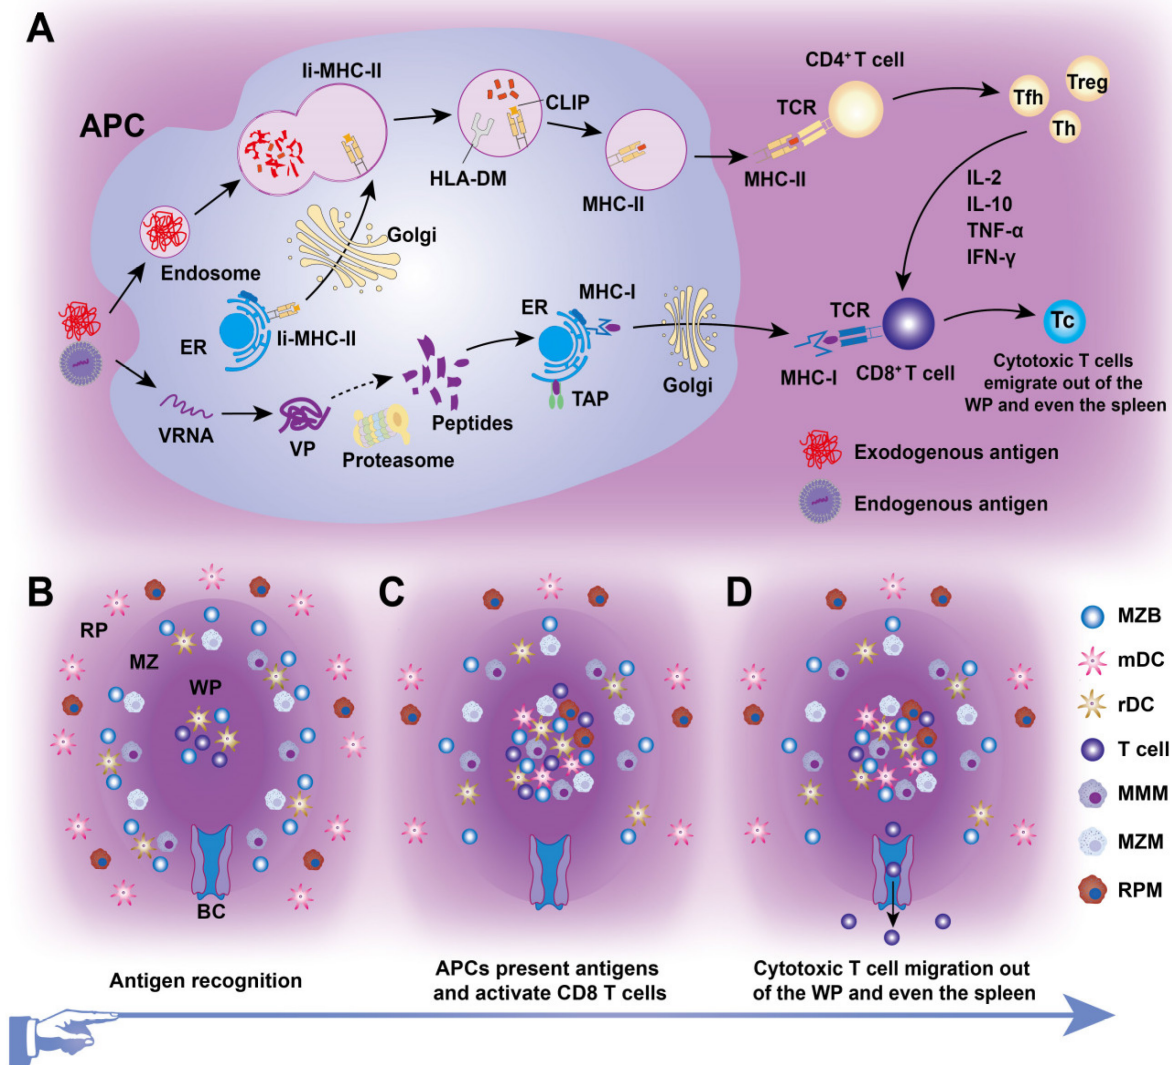 A
APC
Ii-MHC-II
CLIP
HLA-DM
MHC-II
Endosome
Golgi
ER
Ii-MHC-II
VRNA
VP
Proteasome
Peptides
ER
MHC-I
TAP
Golgi
CD4+ T cell
TCR
MHC-II
Tfh
Treg
Th
IL-2
IL-10
TNF-α
IFN-γ
TCR
MHC-I
CD8+ T cell
Tc
Cytotoxic T cells
emigrate out of the
WP and even the spleen
Exodogenous antigen
Endogenous antigen
B
RP
MZ
WP
BC
Antigen recognition
C
APCs present antigens
and activate CD8 T cells
D
Cytotoxic T cell migration out
of the WP and even the spleen
MZB
mDC
rDC
T cell
MMM
MZM
RPM